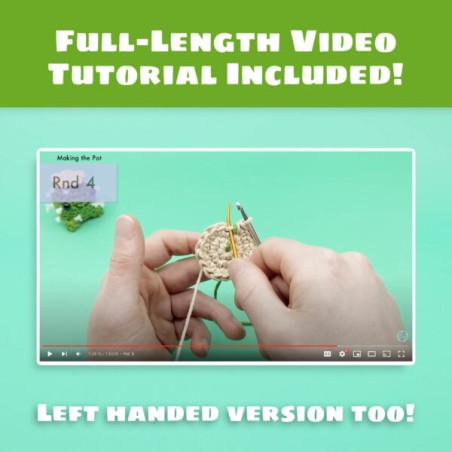 Full-Length Video
Tutorial Included!
Making the Pot
Rnd 4
Left handed version too!